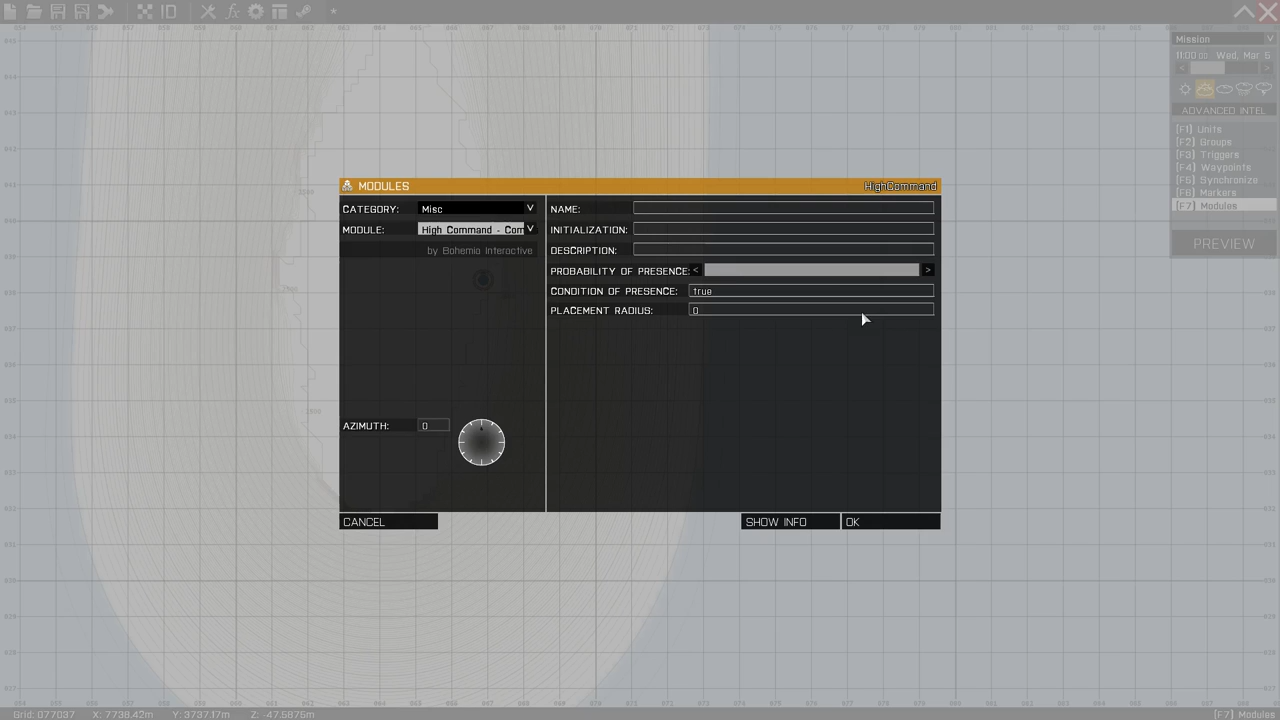 ID
Mission
11:00 Wed, Mar 5
ADVANCED INTEL
[F1] Units
[F2] Groups
[F3] Triggers
[F4] Waypoints
[F5] Synchronize
[F6] Markers
[F7] Modules
PREVIEW
MODULES
HighCommand
CATEGORY: Misc
MODULE: High Command - Com
by Bohemia Interactive
AZIMUTH: 0
NAME:
INITIALIZATION:
DESCRIPTION:
PROBABILITY OF PRESENCE: < >
CONDITION OF PRESENCE: true
PLACEMENT RADIUS: 0
CANCEL
SHOW INFO
OK
Grid: 077037 X: 7738.42m Y: 3737.17m Z: -47.5875m
[F7] Modules